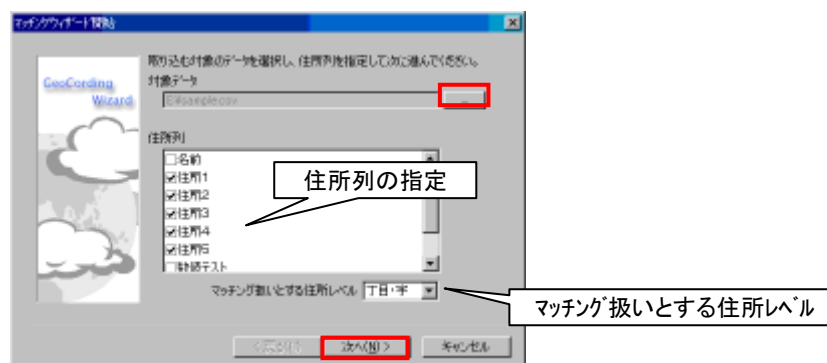 マッチングウィザード開始
取り込む対象のデータを選択し、住所列を指定して次に進んでください。
GeoCording
Wizard
対象データ
E:¥sample.csv
...
住所列
名前
住所1
住所2
住所3
住所4
住所5
住所列の指定
マッチング扱いとする住所レベル
丁目・字
マッチング扱いとする住所レベル
< 戻る(B)
次へ(N) >
キャンセル